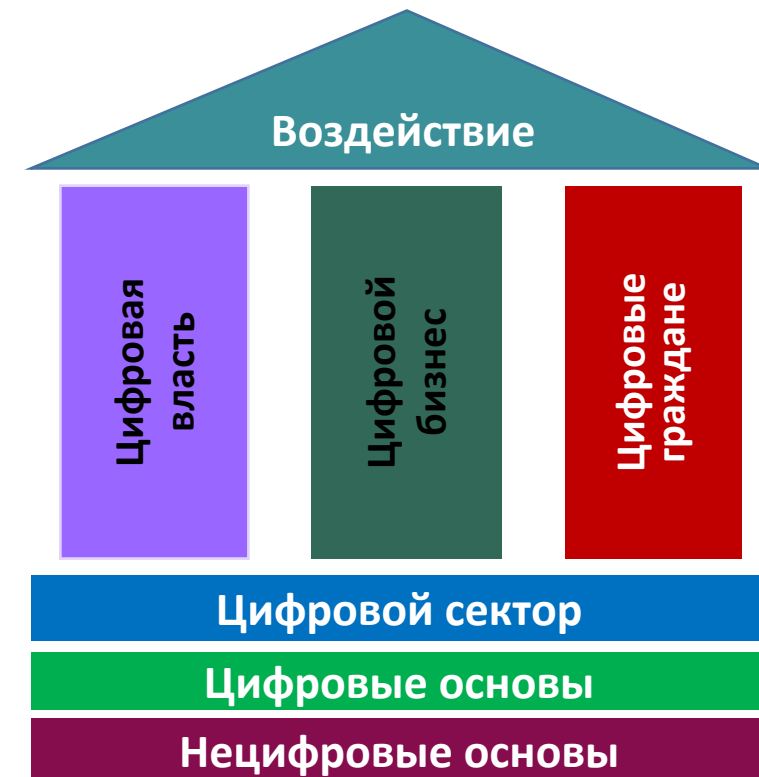 Воздействие
Цифровая
власть
Цифровой
бизнес
Цифровые
граждане
Цифровой сектор
Цифровые основы
Нецифровые основы